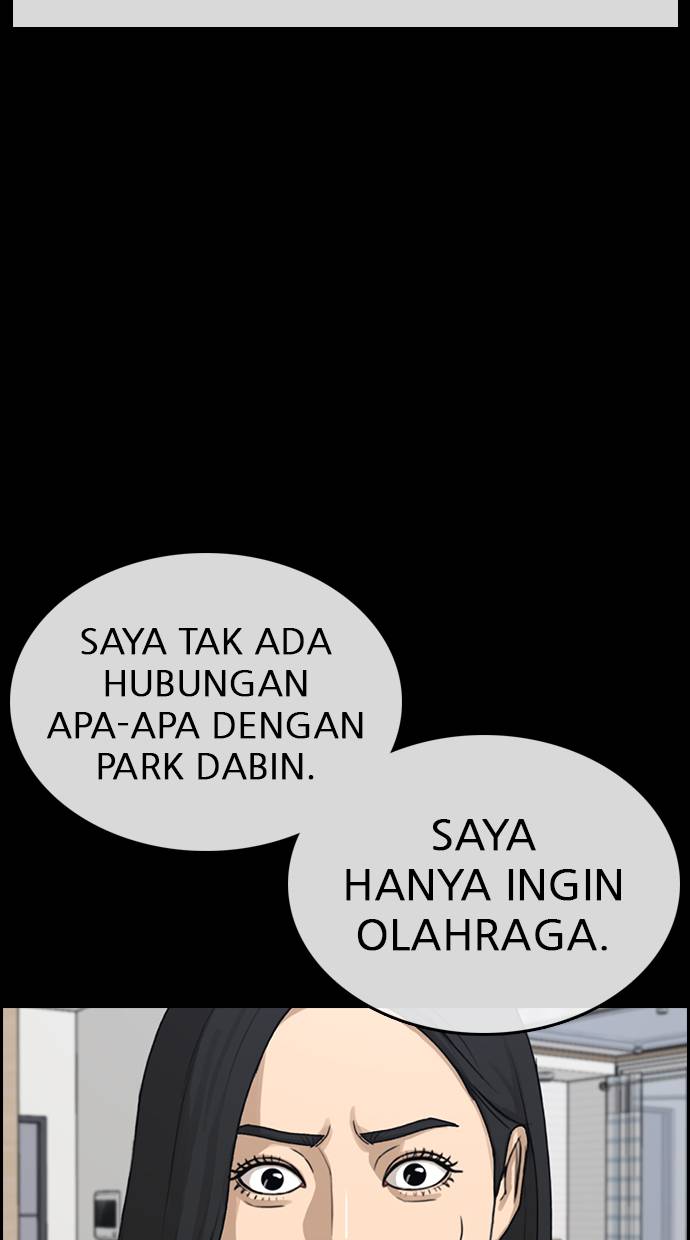 SAYA TAK ADA
HUBUNGAN
APA-APA DENGAN
PARK DABIN.
SAYA
HANYA INGIN
OLAHRAGA.